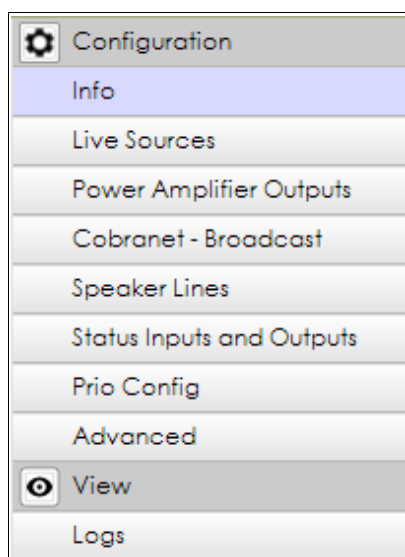 Configuration
Info
Live Sources
Power Amplifier Outputs
Cobranet - Broadcast
Speaker Lines
Status Inputs and Outputs
Prio Config
Advanced
View
Logs